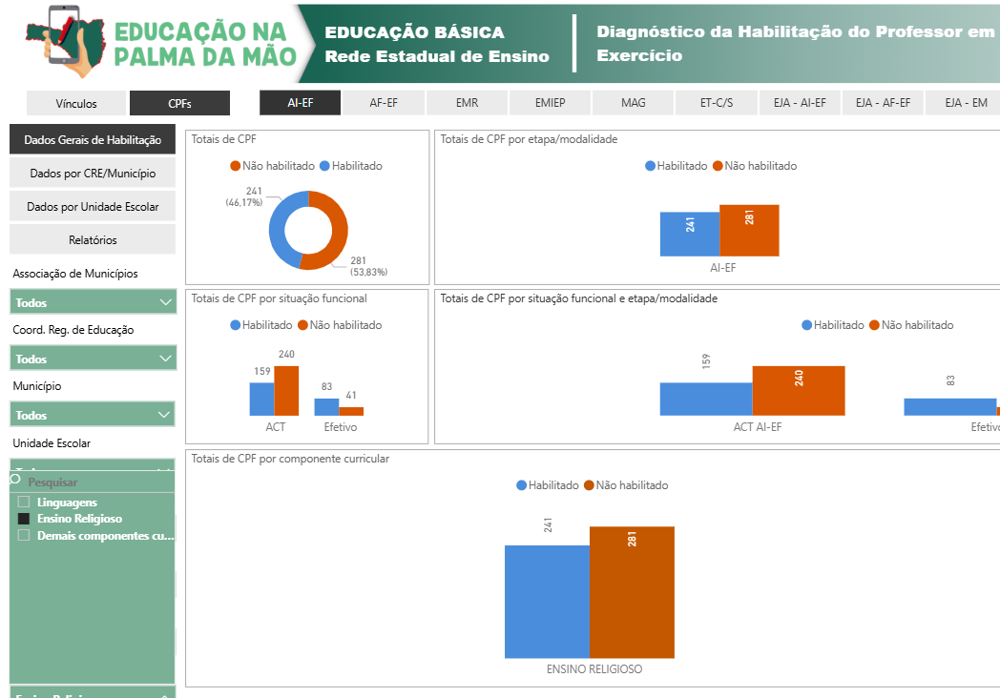 EDUCAÇÃO NA
PALMA DA MÃO
EDUCAÇÃO BÁSICA
Rede Estadual de Ensino
Diagnóstico da Habilitação do Professor em
Exercício
Vínculos
CPFs
AI-EF
AF-EF
EMR
EMIEP
MAG
ET-C/S
EJA - AI-EF
EJA - AF-EF
EJA - EM
Dados Gerais de Habilitação
Dados por CRE/Município
Dados por Unidade Escolar
Relatórios
Associação de Municípios
Todos
Coord. Reg. de Educação
Todos
Município
Todos
Unidade Escolar
Pesquisar
Linguagens
Ensino Religioso
Demais componentes cu...
Totais de CPF
Não habilitado Habilitado
241
(46,17%)
281
(53,83%)
Totais de CPF por etapa/modalidade
Habilitado Não habilitado
241
281
AI-EF
Totais de CPF por situação funcional
Habilitado Não habilitado
159
240
83
41
ACT
Efetivo
Totais de CPF por situação funcional e etapa/modalidade
Habilitado Não habilitado
159
240
83
ACT AI-EF
Efetivo
Totais de CPF por componente curricular
Habilitado Não habilitado
241
281
ENSINO RELIGIOSO